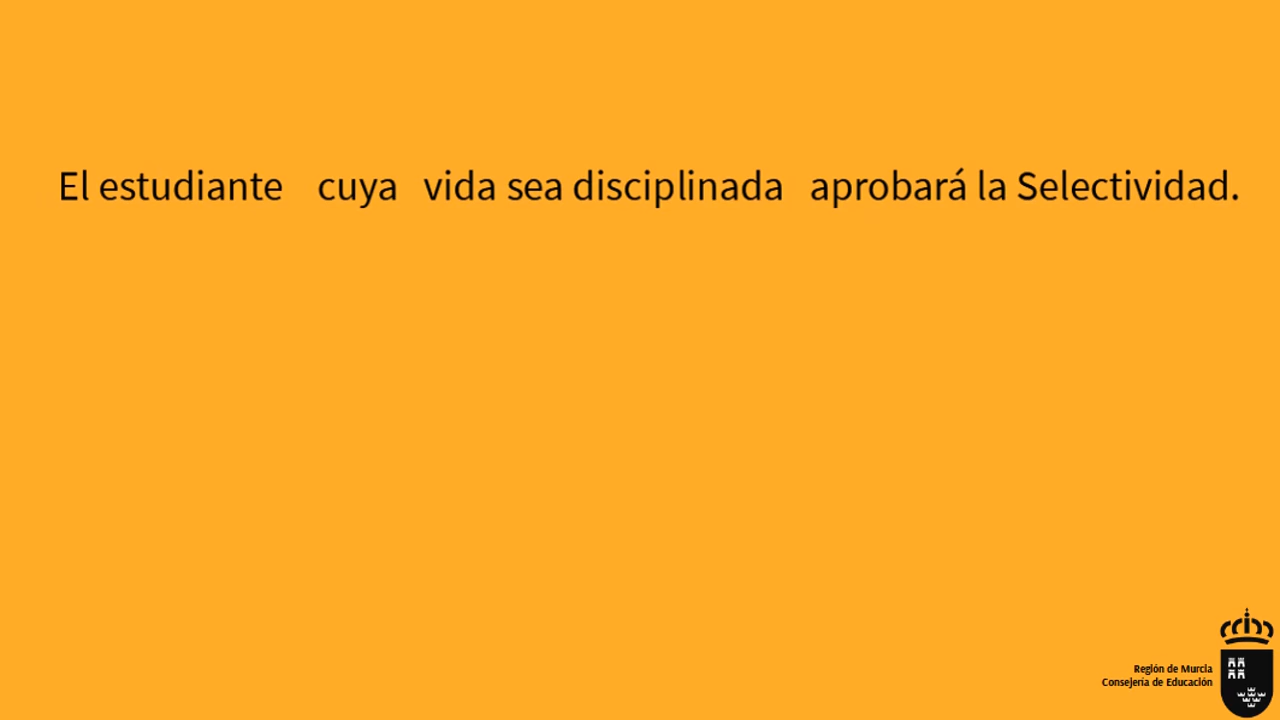 El estudiante cuya vida sea disciplinada aprobará la Selectividad.
Región de Murcia
Consejería de Educación